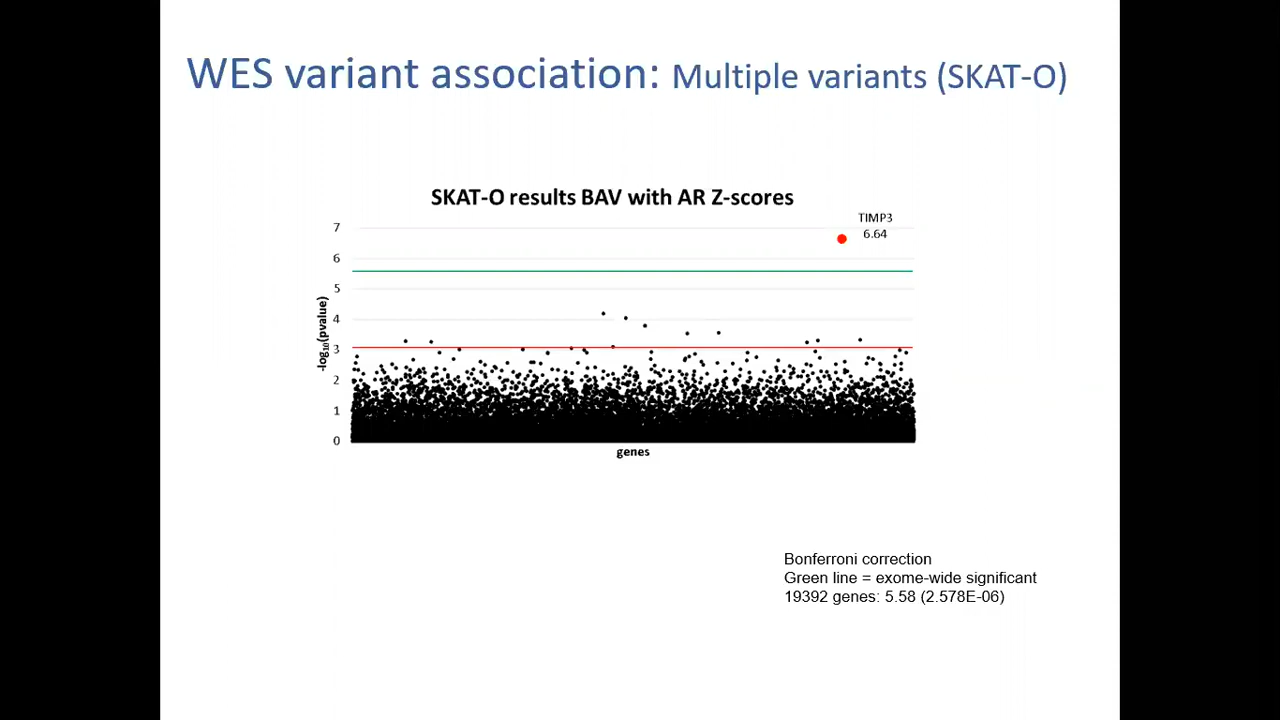 WES variant association: Multiple variants (SKAT-O)
SKAT-O results BAV with AR Z-scores
TIMP3
6.64
7
6
5
4
3
2
1
0
-log10(pvalue)
genes
Bonferroni correction
Green line = exome-wide significant
19392 genes: 5.58 (2.578E-06)